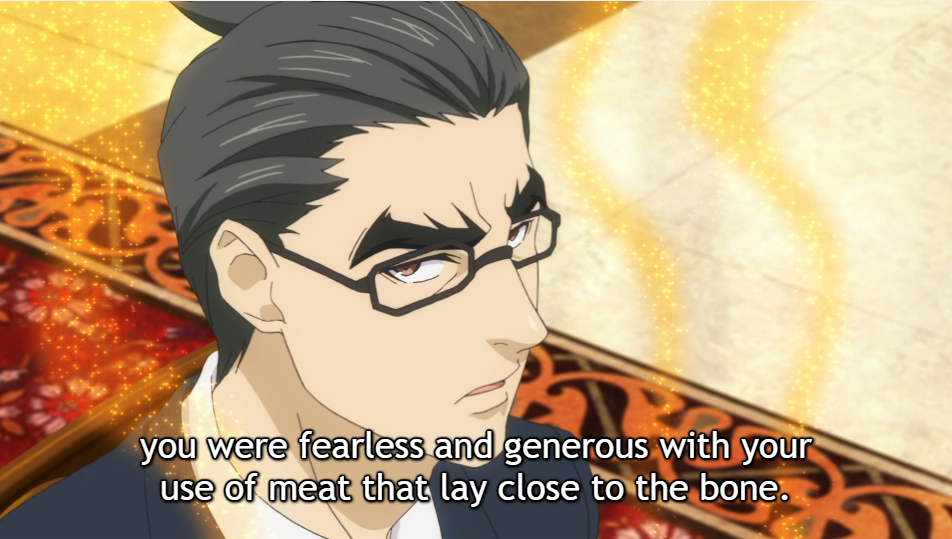 you were fearless and generous with your
use of meat that lay close to the bone.